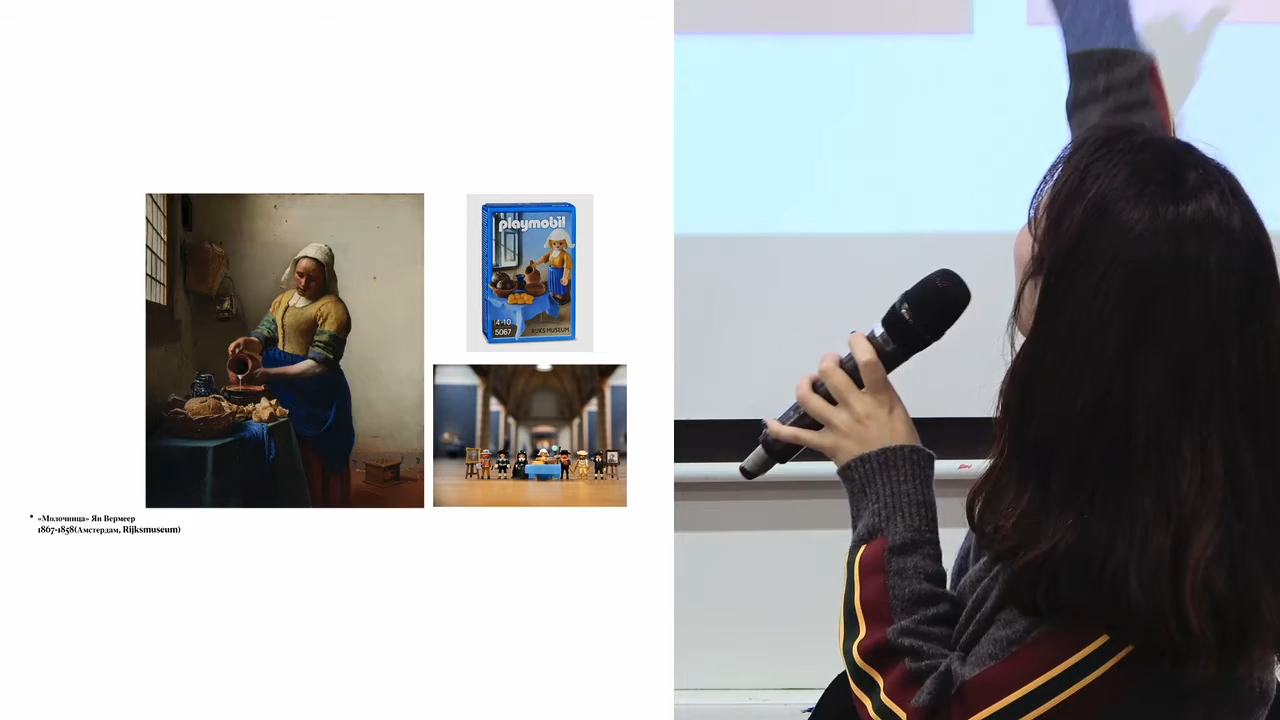 playmobil
4-10
5067
RIJKS MUSEUM
• «Молочница» Ян Вермеер
1867-1858(Амстердам, Rijksmuseum)